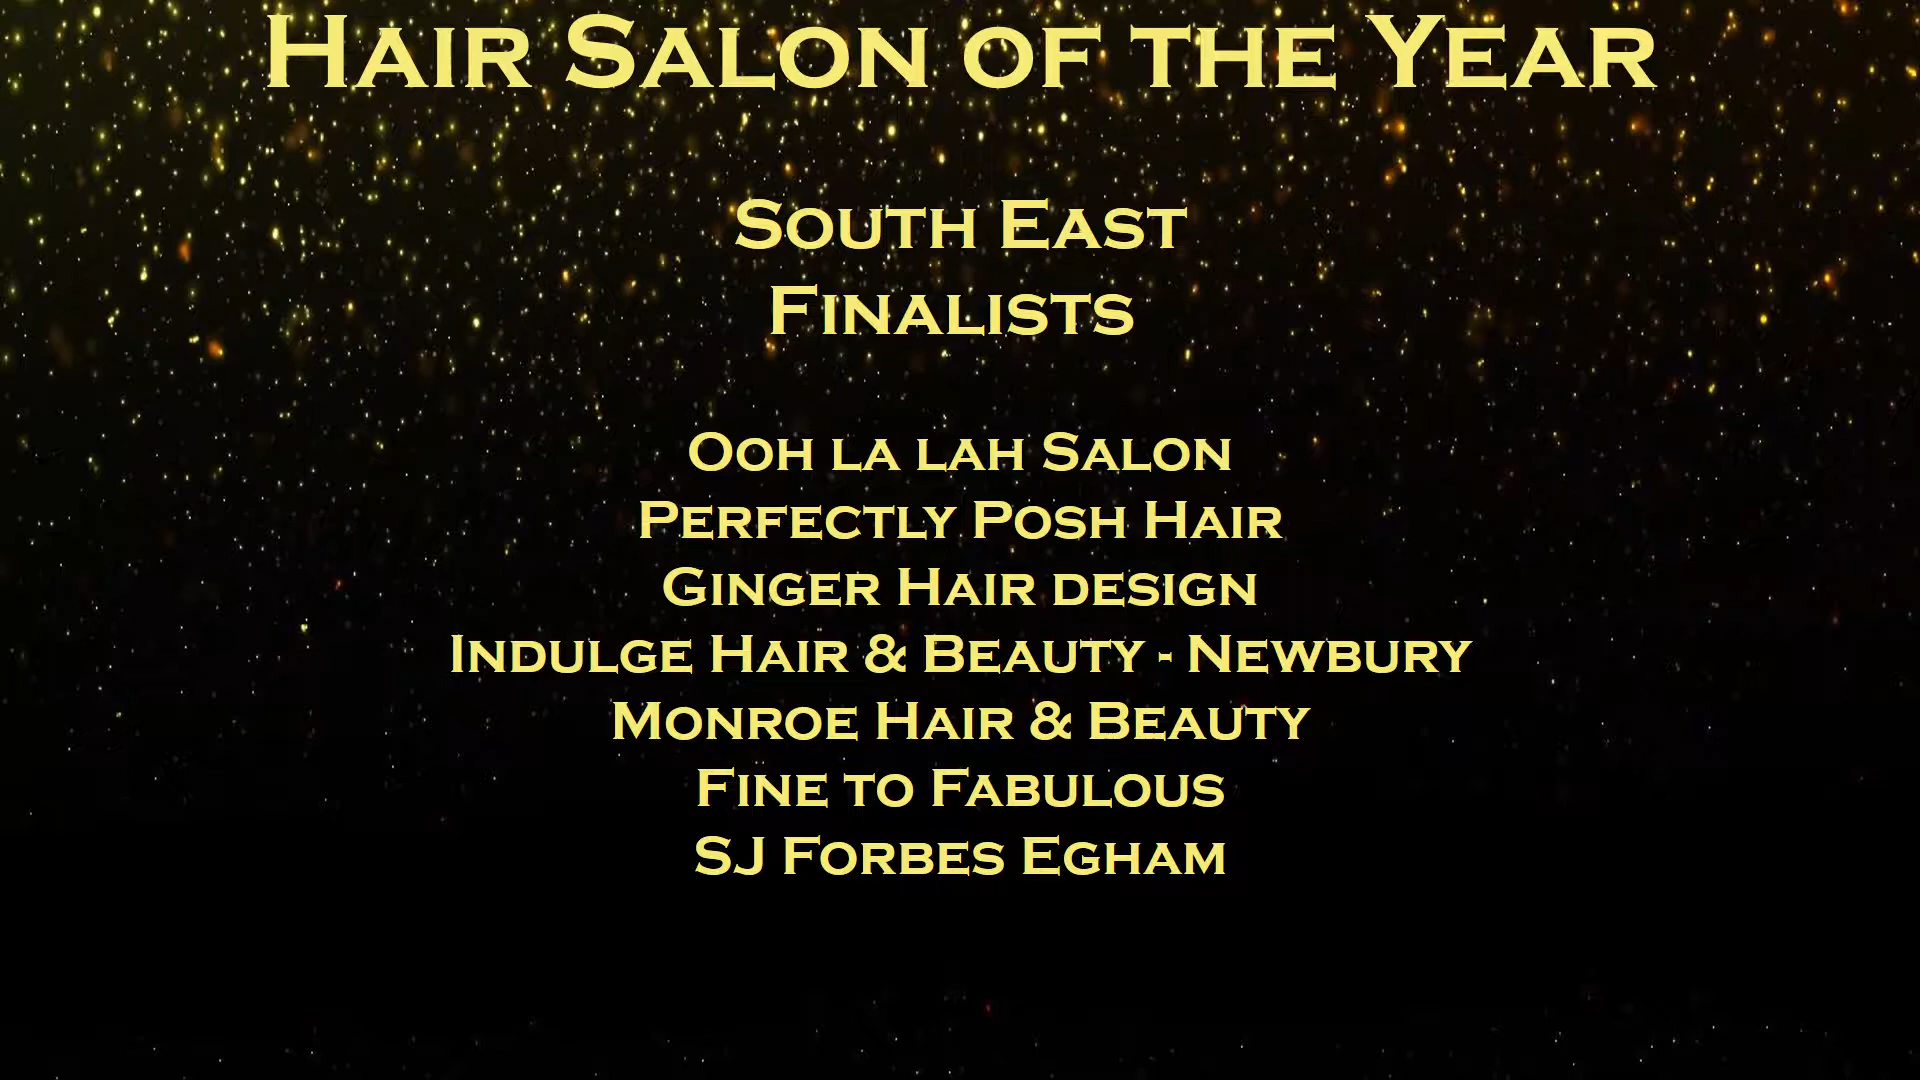 Hair Salon of the Year
South East
Finalists
Ooh la lah Salon
Perfectly Posh Hair
Ginger Hair design
Indulge Hair & Beauty - Newbury
Monroe Hair & Beauty
Fine to Fabulous
SJ Forbes Egham